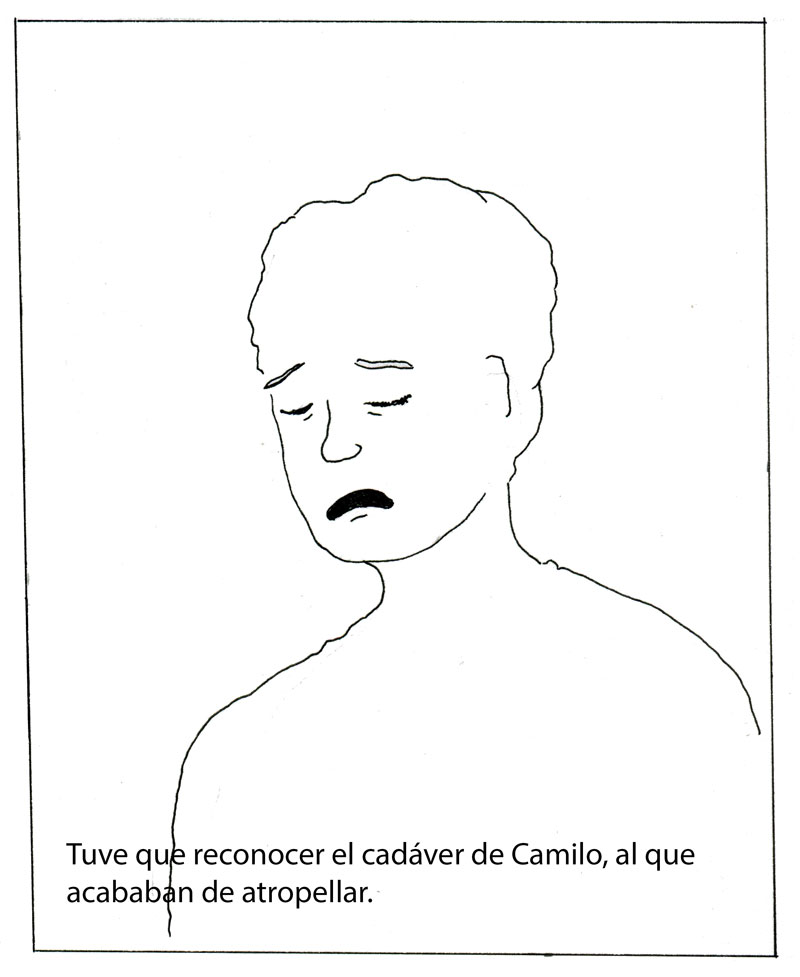 Tuve que reconocer el cadáver de Camilo, al que
acababan de atropellar.